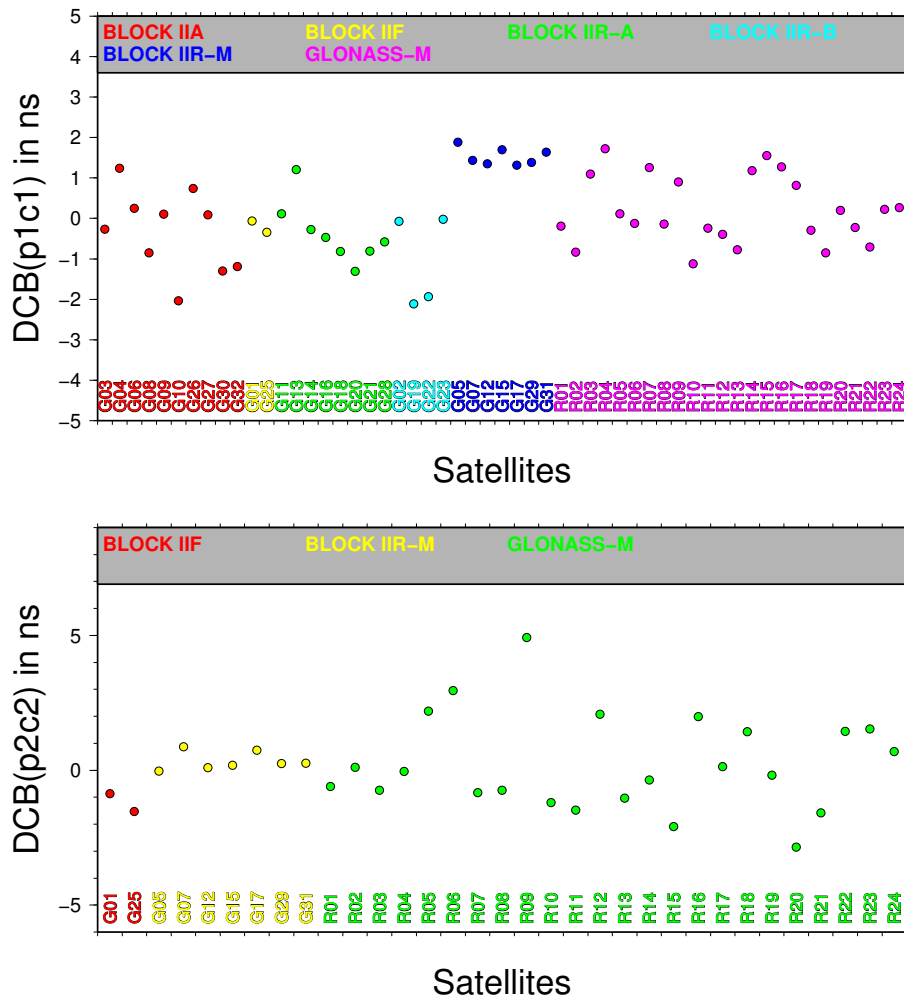 5
4
3
2
1
0
−1
−2
−3
−4
−5
DCB(p1c1) in ns
BLOCK IIA BLOCK IIF BLOCK IIR−A BLOCK IIR−B
BLOCK IIR−M GLONASS−M
G03 G04 G06 G08 G09 G10 G26 G27 G30 G32 G01 G25 G11 G13 G14 G16 G18 G20 G21 G28 G02 G19 G22 G23 G05 G07 G12 G15 G17 G29 G31 R01 R02 R03 R04 R05 R06 R07 R08 R09 R10 R11 R12 R13 R14 R15 R16 R17 R18 R19 R20 R21 R22 R23 R24
Satellites
5
0
−5
DCB(p2c2) in ns
BLOCK IIF BLOCK IIR−M GLONASS−M
G01 G25 G05 G07 G12 G15 G17 G29 G31 R01 R02 R03 R04 R05 R06 R07 R08 R09 R10 R11 R12 R13 R14 R15 R16 R17 R18 R19 R20 R21 R22 R23 R24
Satellites